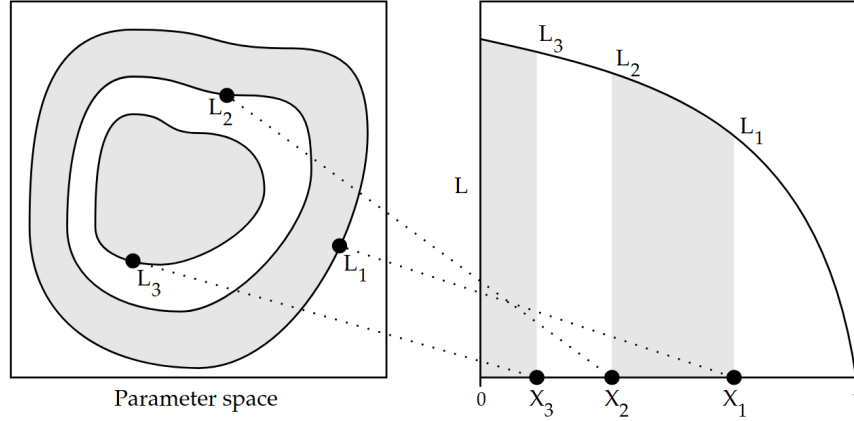 L₃
L₂
L₂
L₁
L
L₁
L₃
0
X₃
X₂
X₁
Parameter space